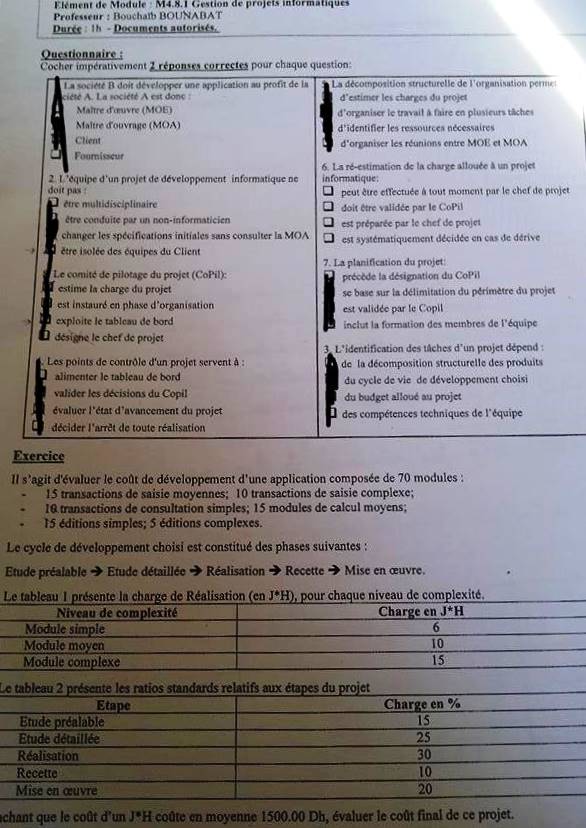 Elément de Module : M4.8.1 Gestion de projets informatiques
Professeur : Bouchaïb BOUNABAT
Durée : 1h - Documents autorisés.
Questionnaire :
Cocher impérativement 2 réponses correctes pour chaque question:
La société B doit développer une application au profit de la
société A. La société A est donc :
Maître d'œuvre (MOE)
Maître d'ouvrage (MOA)
Client
Fournisseur
2. L'équipe d'un projet de développement informatique ne
doit pas :
être multidisciplinaire
être conduite par un non-informaticien
changer les spécifications initiales sans consulter la MOA
être isolée des équipes du Client
Le comité de pilotage du projet (CoPil):
estime la charge du projet
est instauré en phase d'organisation
exploite le tableau de bord
désigne le chef de projet
Les points de contrôle d'un projet servent à :
alimenter le tableau de bord
valider les décisions du Copil
évaluer l'état d'avancement du projet
décider l'arrêt de toute réalisation
La décomposition structurelle de l'organisation permet
d'estimer les charges du projet
d'organiser le travail à faire en plusieurs tâches
d'identifier les ressources nécessaires
d'organiser les réunions entre MOE et MOA
6. La ré-estimation de la charge allouée à un projet
informatique:
peut être effectuée à tout moment par le chef de projet
doit être validée par le CoPil
est préparée par le chef de projet
est systématiquement décidée en cas de dérive
7. La planification du projet:
précède la désignation du CoPil
se base sur la délimitation du périmètre du projet
est validée par le Copil
inclut la formation des membres de l'équipe
3. L'identification des tâches d'un projet dépend :
de la décomposition structurelle des produits
du cycle de vie de développement choisi
du budget alloué au projet
des compétences techniques de l'équipe
Exercice
Il s'agit d'évaluer le coût de développement d'une application composée de 70 modules :
- 15 transactions de saisie moyennes; 10 transactions de saisie complexe;
- 10 transactions de consultation simples; 15 modules de calcul moyens;
- 15 éditions simples; 5 éditions complexes.
Le cycle de développement choisi est constitué des phases suivantes :
Etude préalable ➔ Etude détaillée ➔ Réalisation ➔ Recette ➔ Mise en œuvre.
Le tableau 1 présente la charge de Réalisation (en J*H), pour chaque niveau de complexité.
Niveau de complexité Charge en J*H
Module simple 6
Module moyen 10
Module complexe 15
Le tableau 2 présente les ratios standards relatifs aux étapes du projet
Etape Charge en %
Etude préalable 15
Etude détaillée 25
Réalisation 30
Recette 10
Mise en œuvre 20
achant que le coût d'un J*H coûte en moyenne 1500.00 Dh, évaluer le coût final de ce projet.